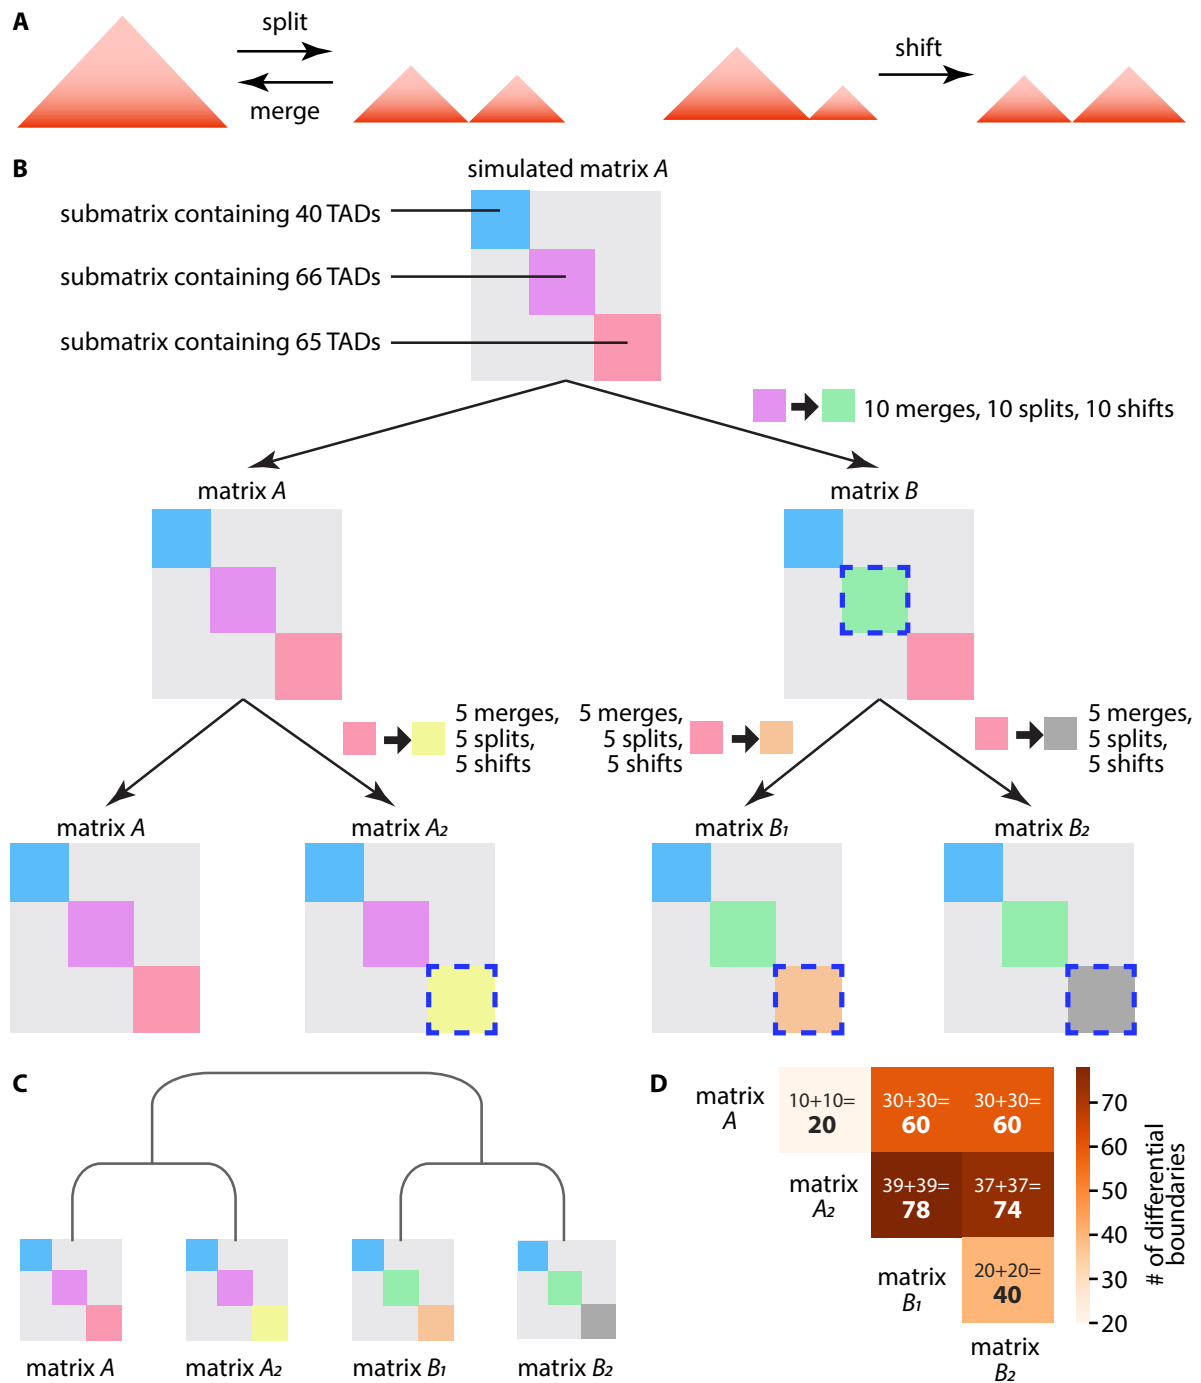 A
split
merge
shift
B
simulated matrix A
submatrix containing 40 TADs
submatrix containing 66 TADs
submatrix containing 65 TADs
10 merges, 10 splits, 10 shifts
matrix A
matrix B
5 merges,
5 splits,
5 shifts
5 merges,
5 splits,
5 shifts
5 merges,
5 splits,
5 shifts
matrix A
matrix A2
matrix B1
matrix B2
C
matrix A
matrix A2
matrix B1
matrix B2
D
matrix
A
10+10=
20
30+30=
60
30+30=
60
matrix
A2
39+39=
78
37+37=
74
matrix
B1
20+20=
40
matrix
B2
70
60
50
40
30
20
# of differential
boundaries